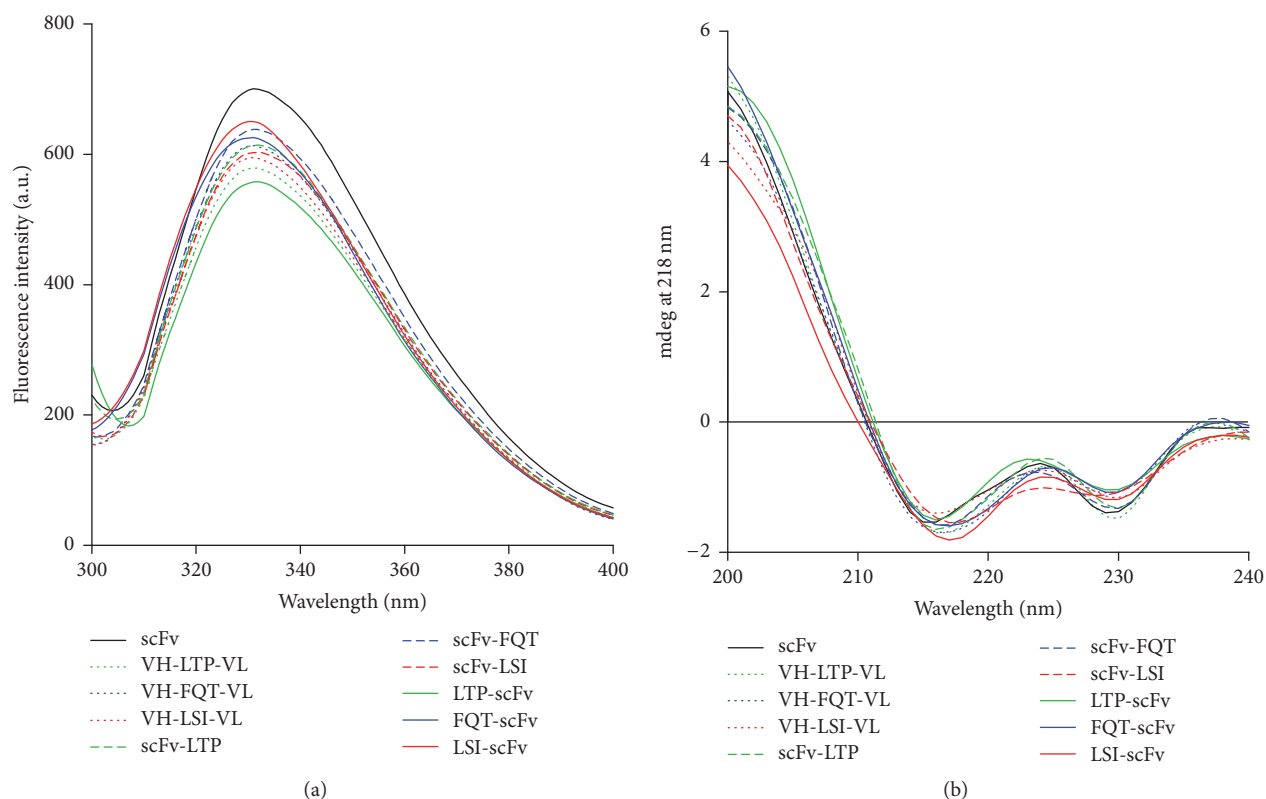 800
600
400
200
0
Fluorescence intensity (a.u.)
300 320 340 360 380 400
Wavelength (nm)
scFv
VH-LTP-VL
VH-FQT-VL
VH-LSI-VL
scFv-LTP
scFv-FQT
scFv-LSI
LTP-scFv
FQT-scFv
LSI-scFv
(a)
6
4
2
0
−2
mdeg at 218 nm
200 210 220 230 240
Wavelength (nm)
scFv
VH-LTP-VL
VH-FQT-VL
VH-LSI-VL
scFv-LTP
scFv-FQT
scFv-LSI
LTP-scFv
FQT-scFv
LSI-scFv
(b)